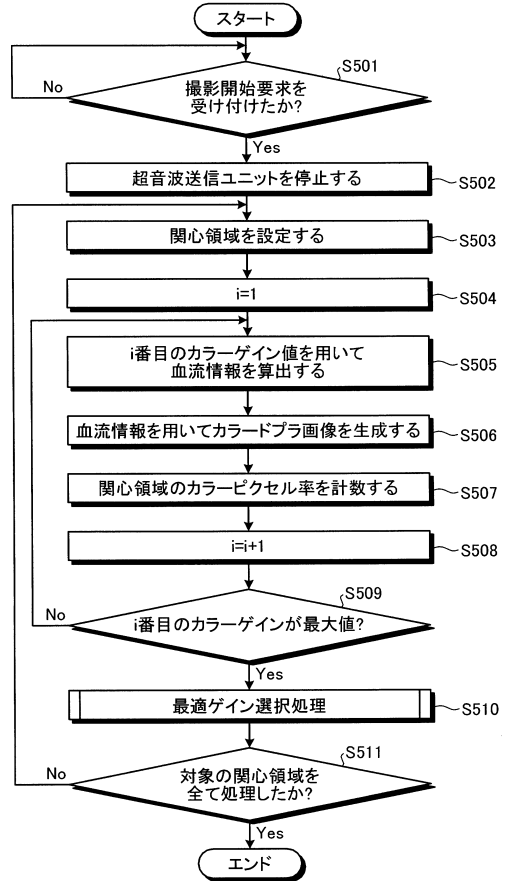 スタート
S501
撮影開始要求を
受け付けたか?
No
Yes
超音波送信ユニットを停止する
S502
関心領域を設定する
S503
i=1
S504
i番目のカラーゲイン値を用いて
血流情報を算出する
S505
血流情報を用いてカラードプラ画像を生成する
S506
関心領域のカラーピクセル率を計数する
S507
i=i+1
S508
S509
No
i番目のカラーゲインが最大値?
Yes
最適ゲイン選択処理
S510
S511
No
対象の関心領域を
全て処理したか?
Yes
エンド